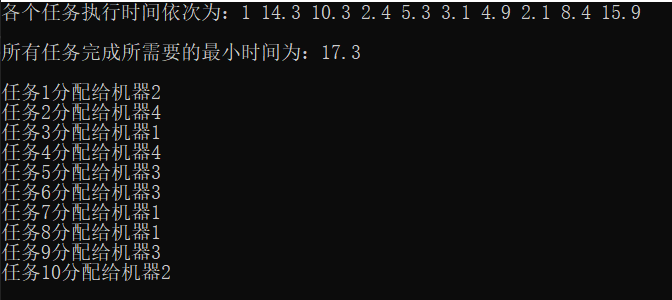 各个任务执行时间依次为：1 14.3 10.3 2.4 5.3 3.1 4.9 2.1 8.4 15.9
所有任务完成所需要的最小时间为：17.3
任务1分配给机器2
任务2分配给机器4
任务3分配给机器1
任务4分配给机器4
任务5分配给机器3
任务6分配给机器3
任务7分配给机器1
任务8分配给机器1
任务9分配给机器3
任务10分配给机器2